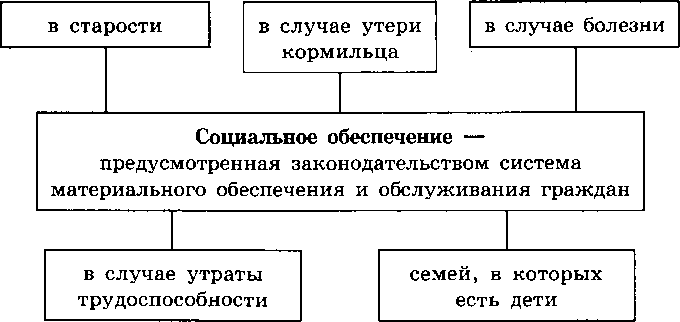 в старости
в случае утери
кормильца
в случае болезни
Социальное обеспечение —
предусмотренная законодательством система
материального обеспечения и обслуживания граждан
в случае утраты
трудоспособности
семей, в которых
есть дети